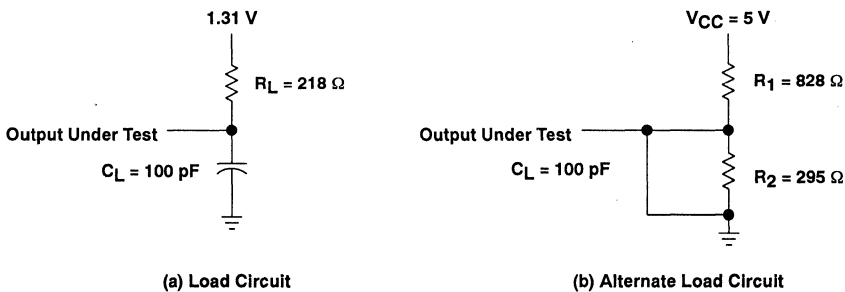 1.31 V
R_L = 218 Ω
Output Under Test
C_L = 100 pF
(a) Load Circuit
V_CC = 5 V
R_1 = 828 Ω
Output Under Test
C_L = 100 pF
R_2 = 295 Ω
(b) Alternate Load Circuit